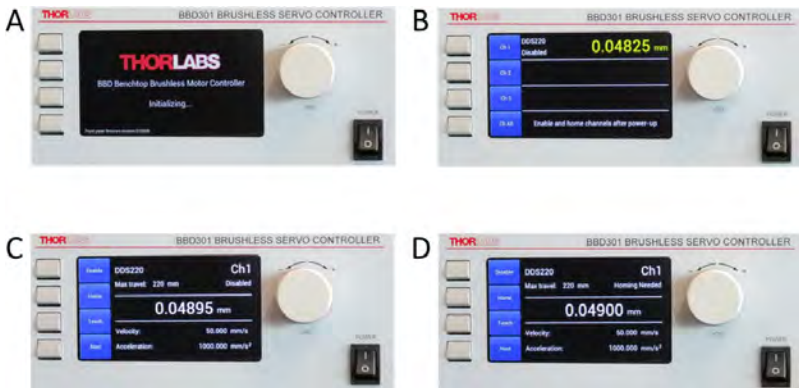 A
THORLABS BBD301 BRUSHLESS SERVO CONTROLLER
THORLABS
BBD Benchtop Brushless Motor Controller
Initializing...
POWER
B
THORLABS BBD301 BRUSHLESS SERVO CONTROLLER
Ch 1
DDS220
Disabled
0.04825 mm
Ch 2
Ch 3
Ch All
Enable and home channels after power-up
POWER
C
THORLABS BBD301 BRUSHLESS SERVO CONTROLLER
Enable
DDS220
Ch1
Max travel: 220 mm
Disabled
Home
0.04895 mm
Velocity: 50.000 mm/s
Next
Acceleration: 1000.000 mm/s²
POWER
D
THORLABS BBD301 BRUSHLESS SERVO CONTROLLER
Disable
DDS220
Ch1
Max travel: 220 mm
Homing Needed
Home
0.04900 mm
Velocity: 50.000 mm/s
Next
Acceleration: 1000.000 mm/s²
POWER